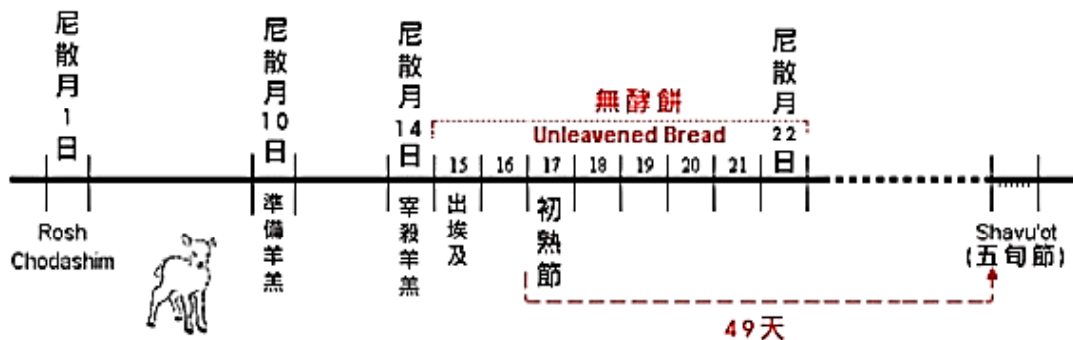 尼散月1日
尼散月10日
尼散月14日
尼散月22日
無酵餅
Unleavened Bread
15 16 17 18 19 20 21
Rosh
Chodashim
準備羊羔
宰殺羊羔
出埃及
初熟節
Shavu'ot
(五旬節)
49天